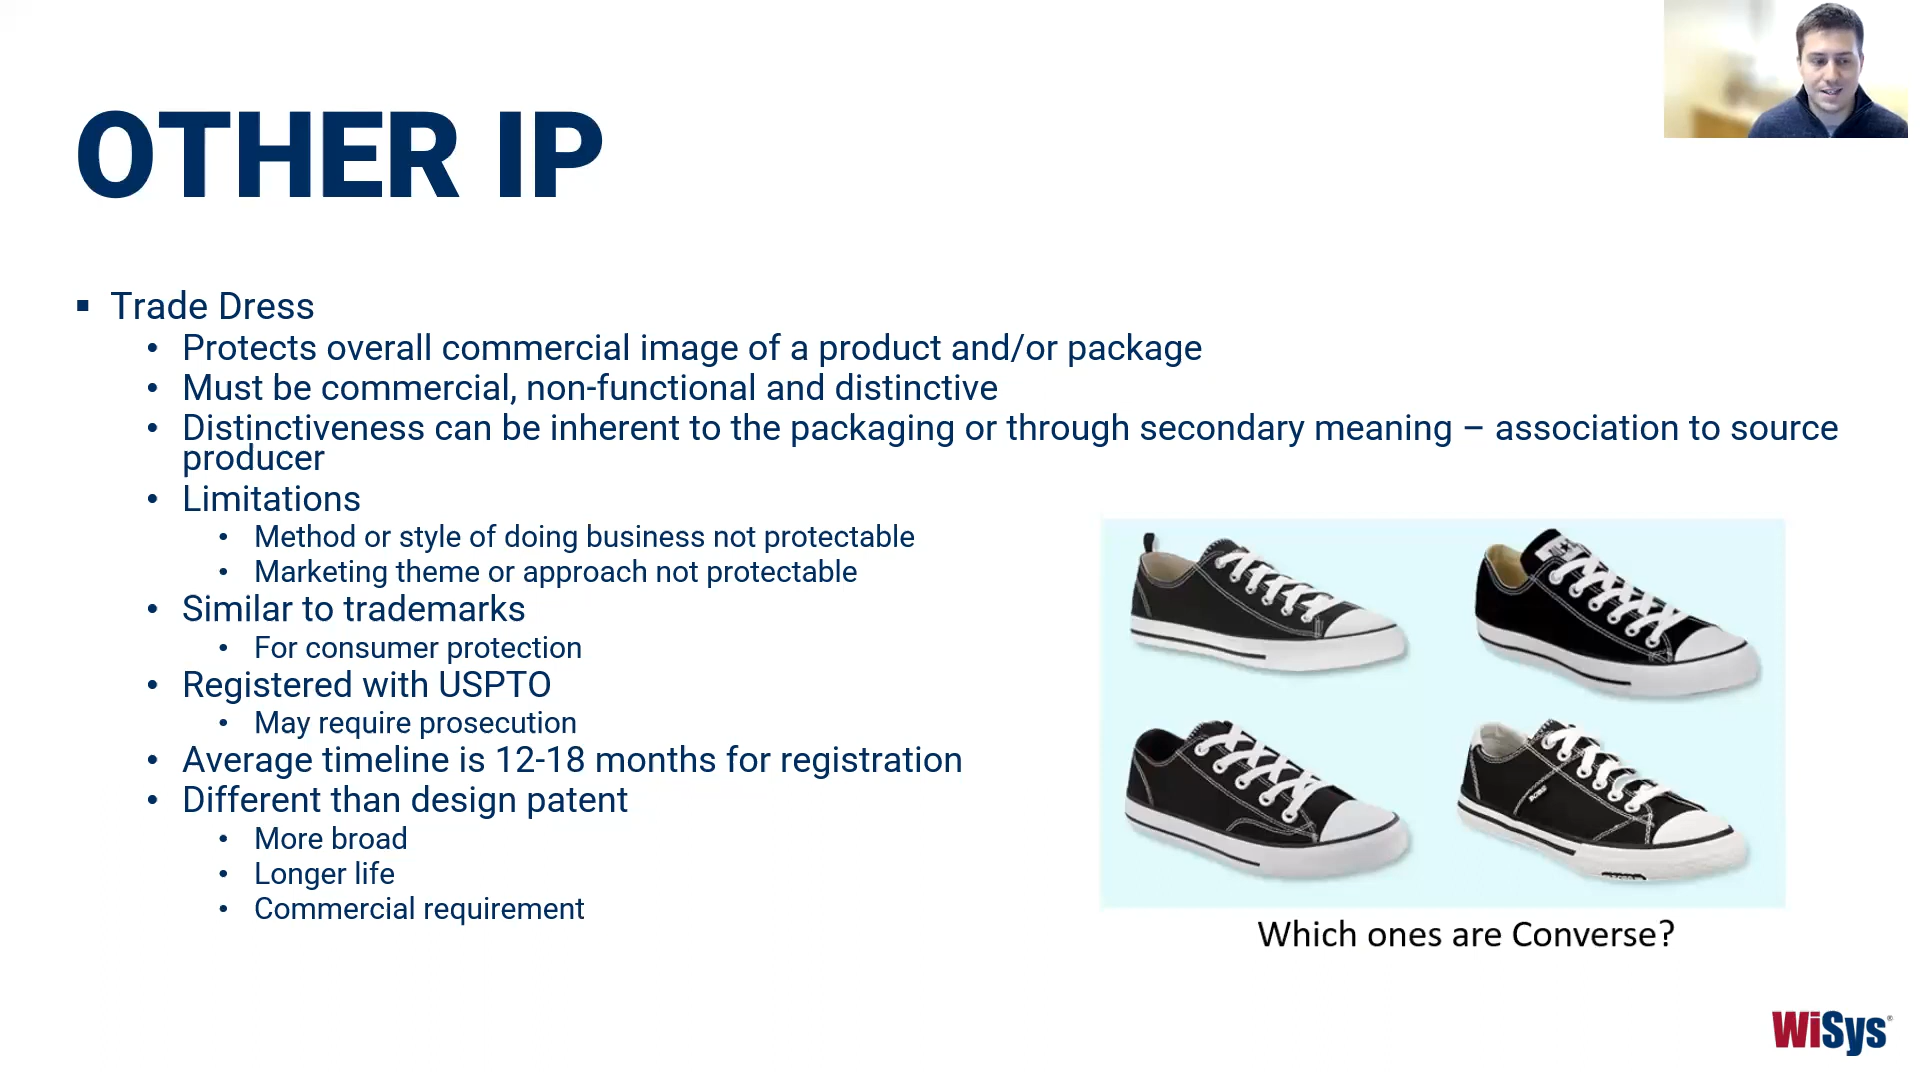 OTHER IP
▪ Trade Dress
• Protects overall commercial image of a product and/or package
• Must be commercial, non-functional and distinctive
• Distinctiveness can be inherent to the packaging or through secondary meaning – association to source
producer
• Limitations
• Method or style of doing business not protectable
• Marketing theme or approach not protectable
• Similar to trademarks
• For consumer protection
• Registered with USPTO
• May require prosecution
• Average timeline is 12-18 months for registration
• Different than design patent
• More broad
• Longer life
• Commercial requirement
Which ones are Converse?
WiSys®